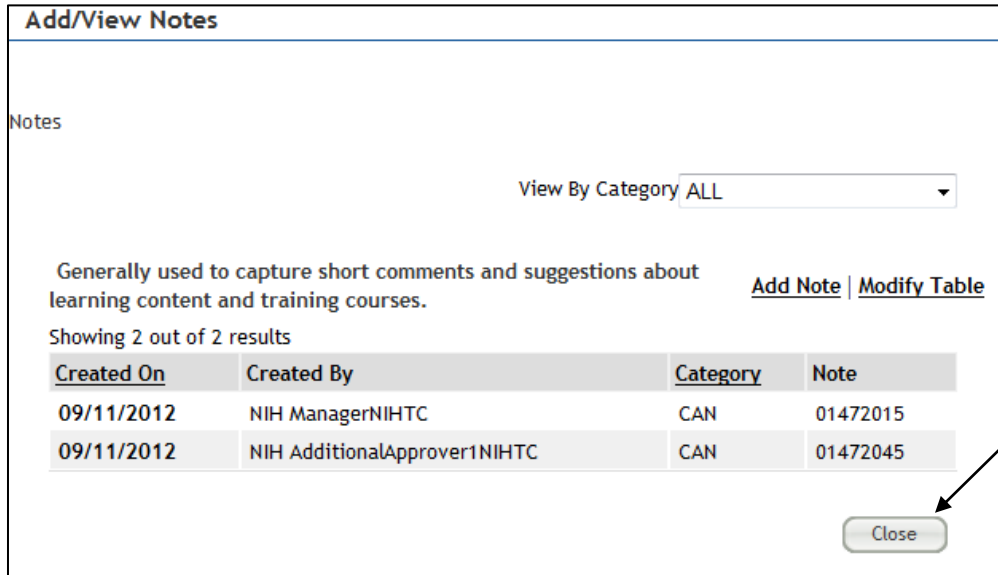 Add/View Notes
Notes
View By Category ALL
Generally used to capture short comments and suggestions about
learning content and training courses.
Add Note | Modify Table
Showing 2 out of 2 results
Created On Created By Category Note
09/11/2012 NIH ManagerNIHTC CAN 01472015
09/11/2012 NIH AdditionalApprover1NIHTC CAN 01472045
Close